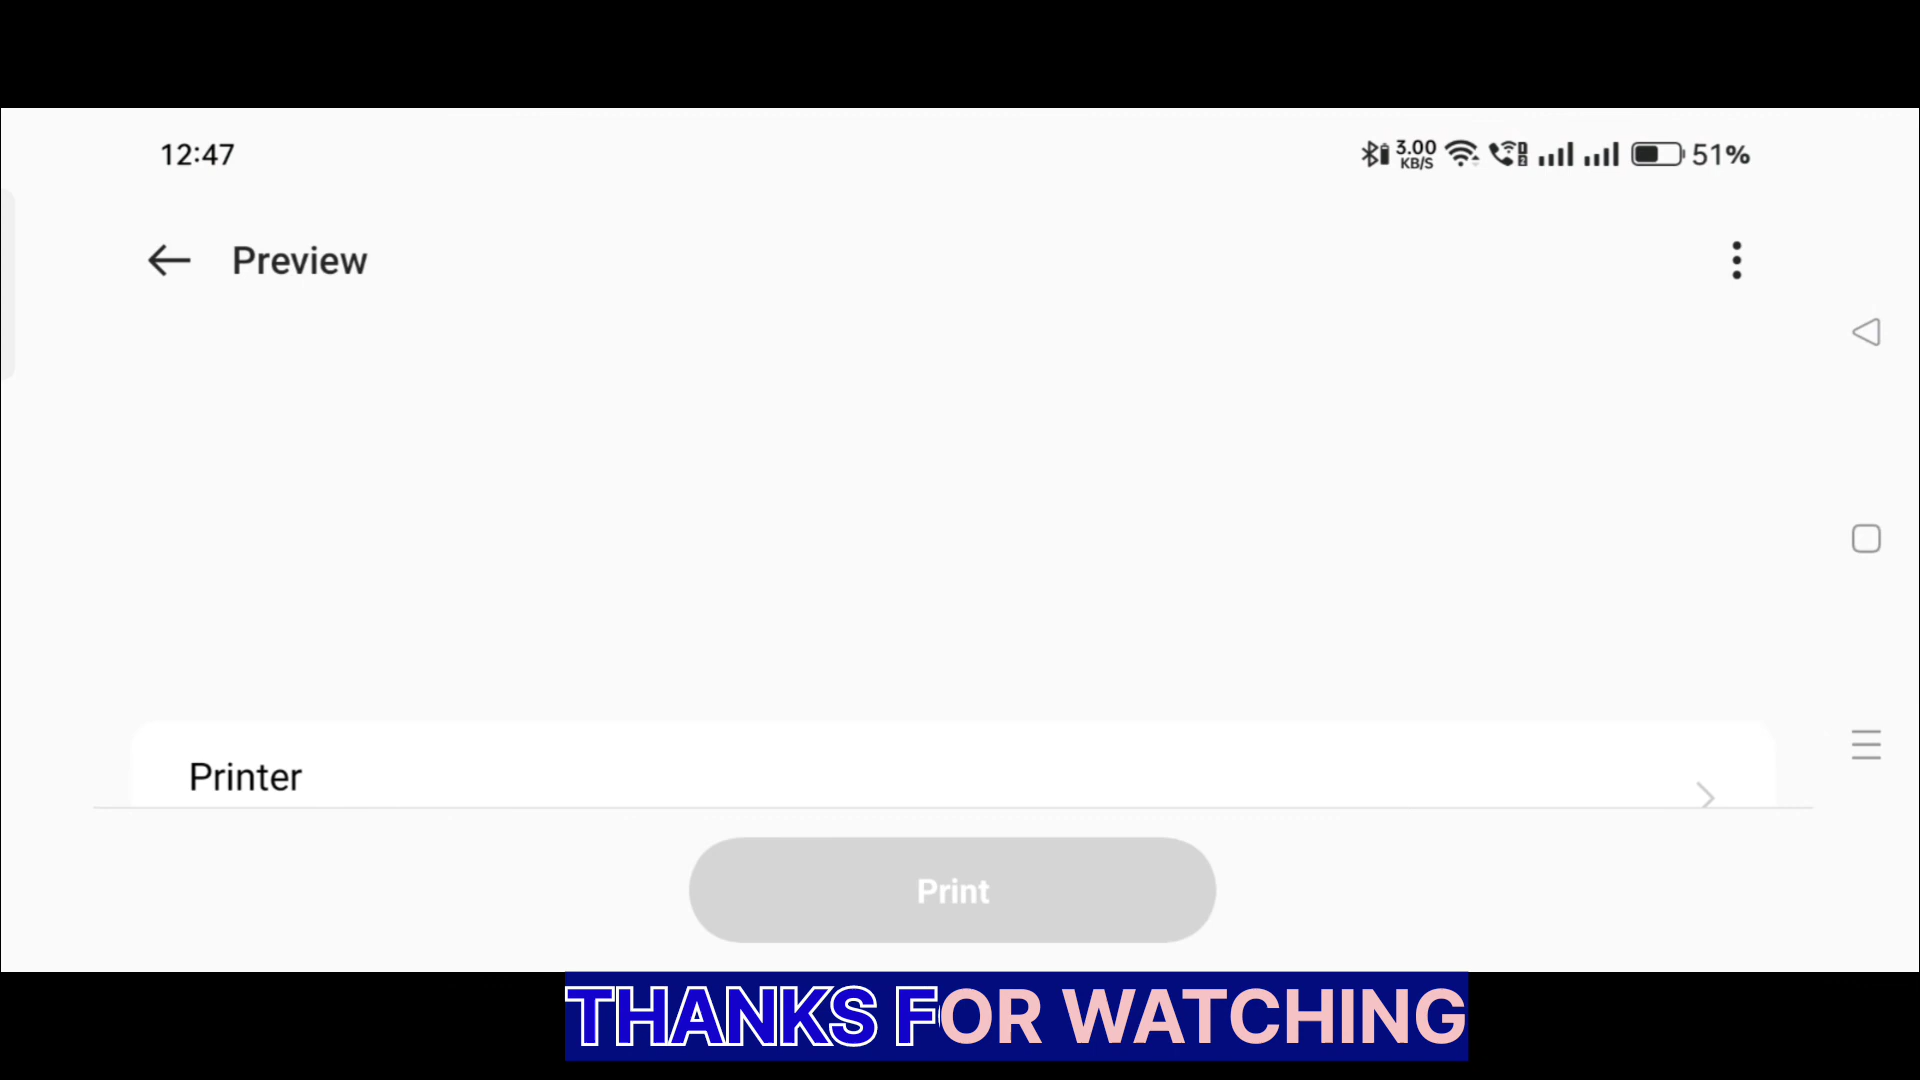 12:47
3.00 KB/S
51%
Preview
Printer
Print
THANKS FOR WATCHING